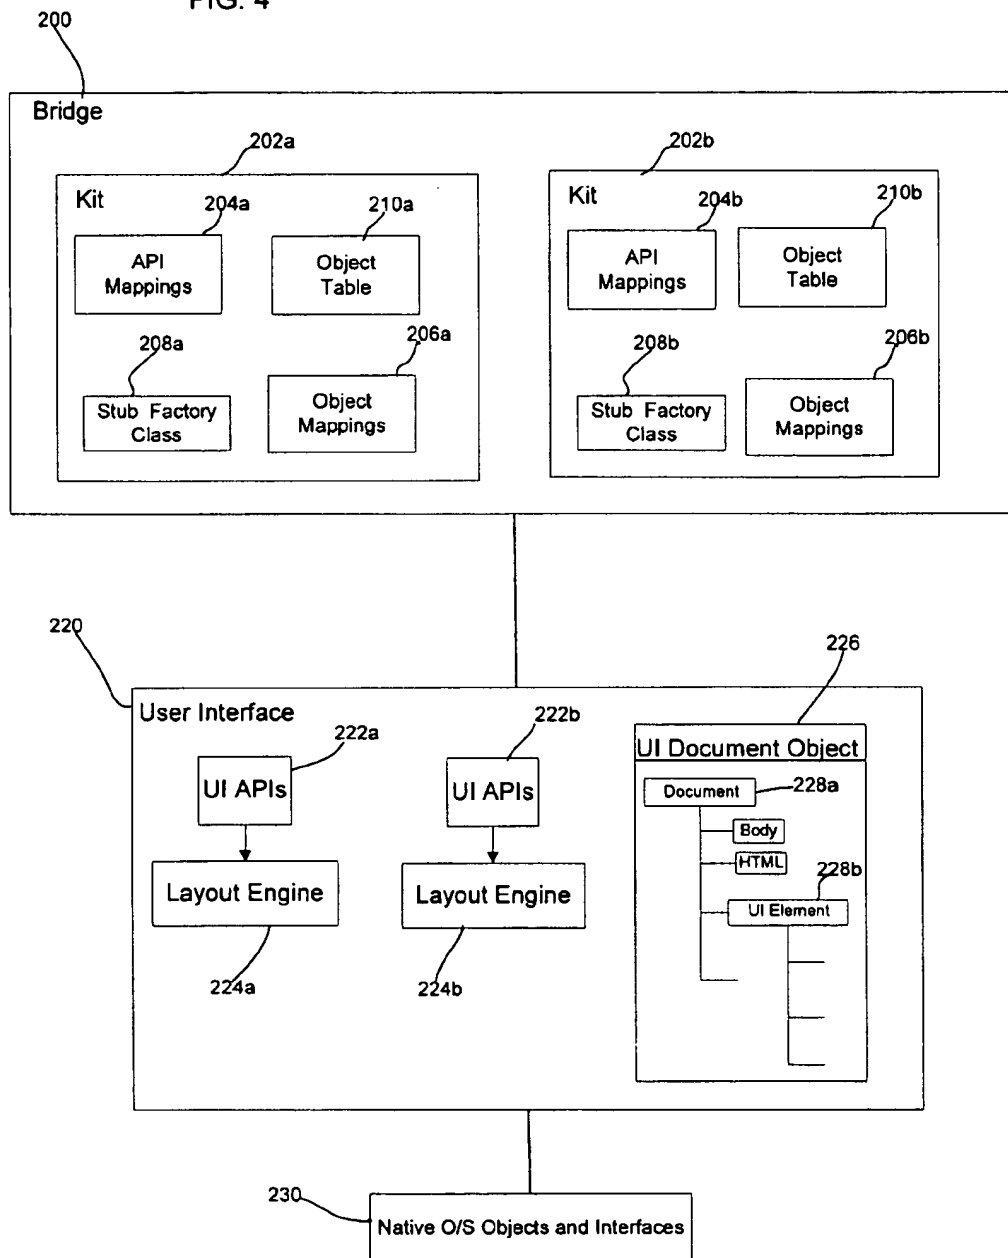 FIG. 4
200
Bridge
202a
202b
Kit
Kit
204a
210a
204b
210b
API
Mappings
Object
Table
API
Mappings
Object
Table
208a
206a
208b
206b
Stub Factory
Class
Object
Mappings
Stub Factory
Class
Object
Mappings
220
226
User Interface
222a
222b
UI Document Object
UI APIs
UI APIs
Document
228a
Body
HTML
228b
Layout Engine
Layout Engine
UI Element
224a
224b
230
Native O/S Objects and Interfaces